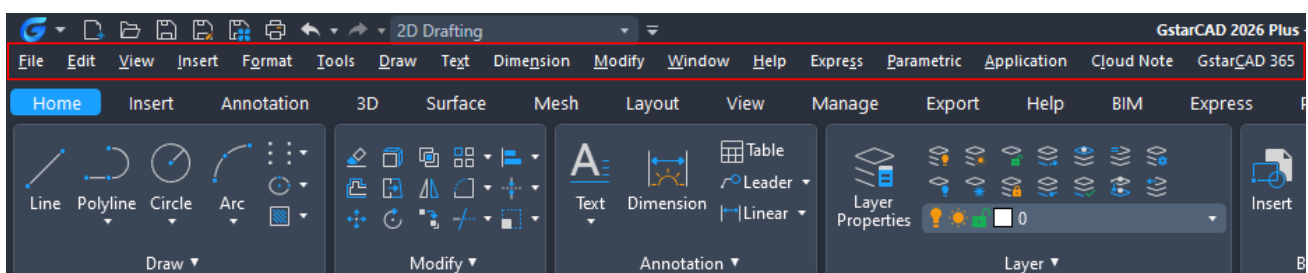 2D Drafting GstarCAD 2026 Plus -
File Edit View Insert Format Tools Draw Text Dimension Modify Window Help Express Parametric Application Cloud Note GstarCAD 365
Home Insert Annotation 3D Surface Mesh Layout View Manage Export Help BIM Express
A Table
Leader
Line Polyline Circle Arc Text Dimension Linear Layer Properties 0 Insert
Draw Modify Annotation Layer